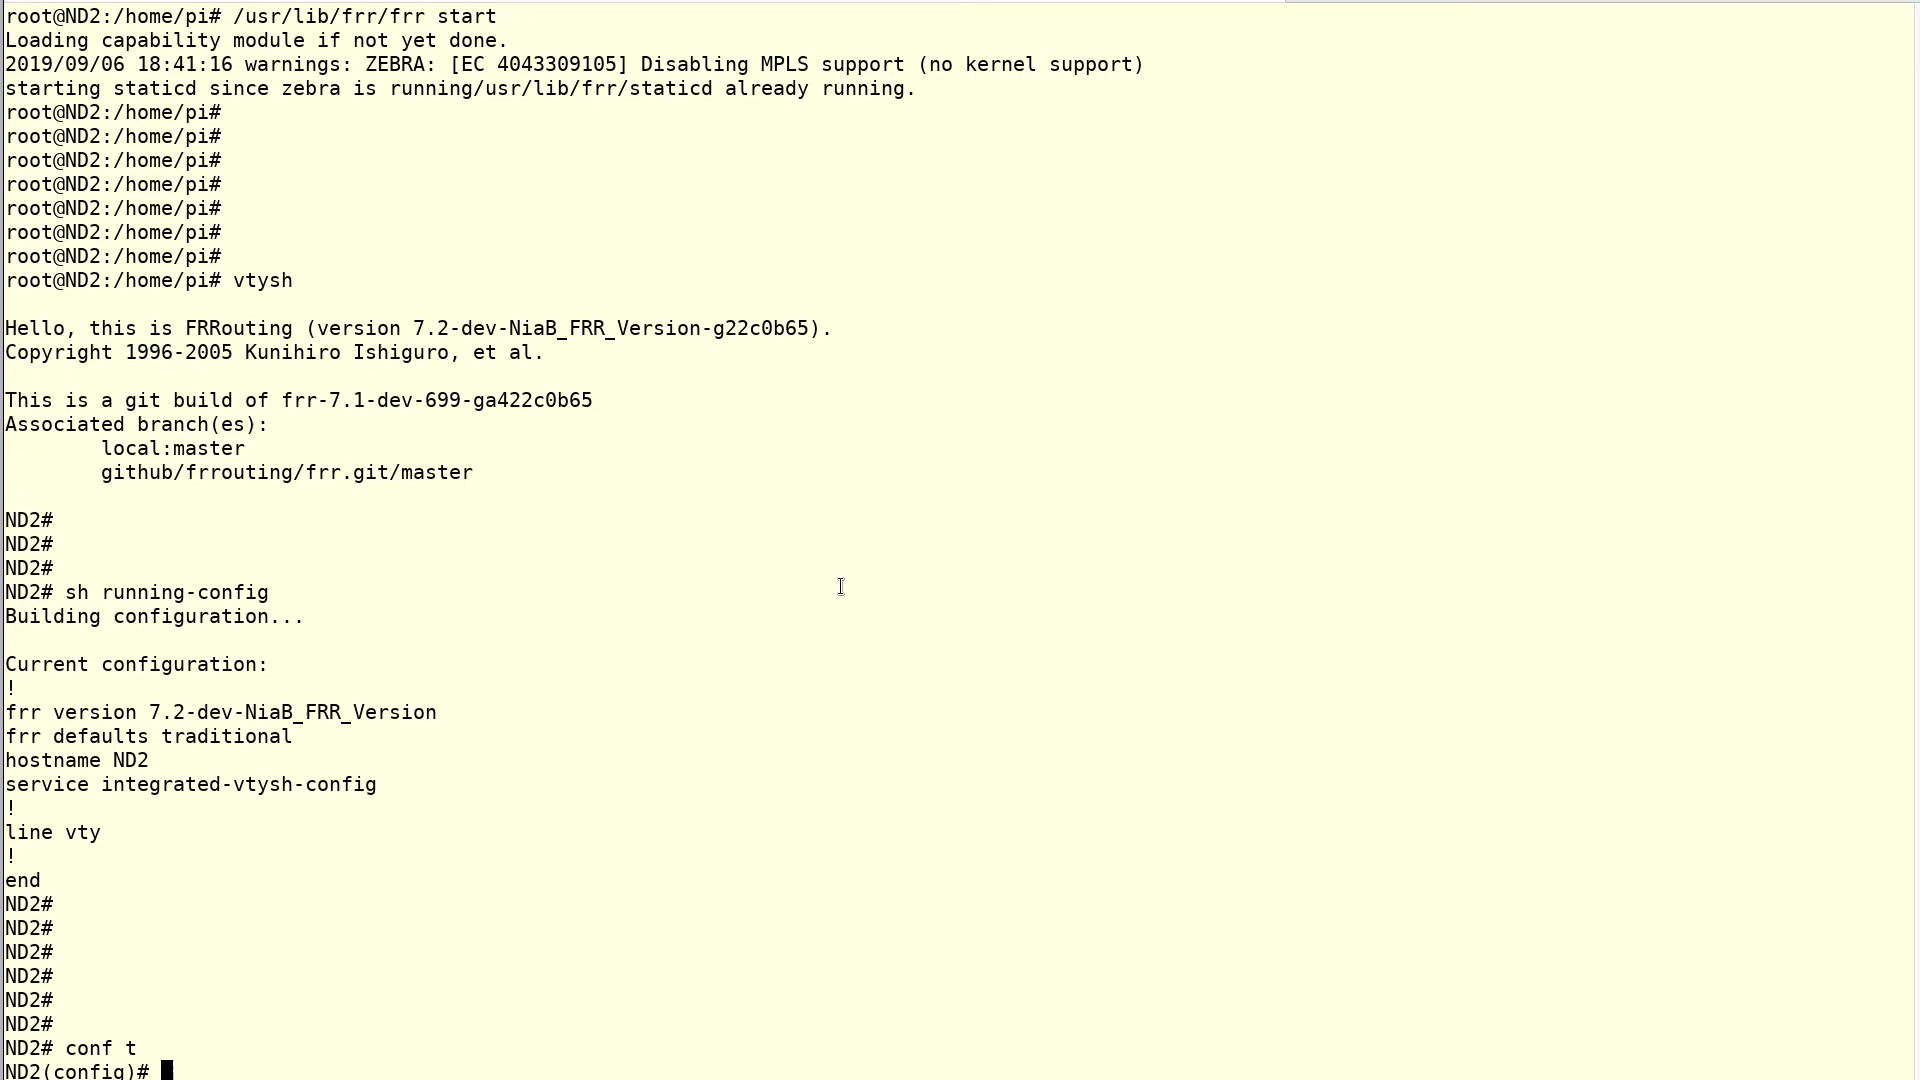 root@ND2:/home/pi# /usr/lib/frr/frr start
Loading capability module if not yet done.
2019/09/06 18:41:16 warnings: ZEBRA: [EC 4043309105] Disabling MPLS support (no kernel support)
starting staticd since zebra is running/usr/lib/frr/staticd already running.
root@ND2:/home/pi#
root@ND2:/home/pi#
root@ND2:/home/pi#
root@ND2:/home/pi#
root@ND2:/home/pi#
root@ND2:/home/pi#
root@ND2:/home/pi#
root@ND2:/home/pi# vtysh

Hello, this is FRRouting (version 7.2-dev-NiaB_FRR_Version-g22c0b65).
Copyright 1996-2005 Kunihiro Ishiguro, et al.

This is a git build of frr-7.1-dev-699-ga422c0b65
Associated branch(es):
        local:master
        github/frrouting/frr.git/master

ND2#
ND2#
ND2#
ND2# sh running-config
Building configuration...

Current configuration:
!
frr version 7.2-dev-NiaB_FRR_Version
frr defaults traditional
hostname ND2
service integrated-vtysh-config
!
line vty
!
end
ND2#
ND2#
ND2#
ND2#
ND2#
ND2#
ND2# conf t
ND2(config)#